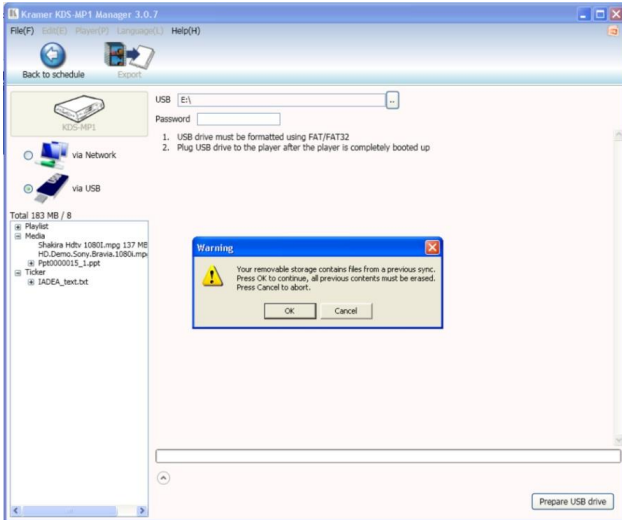 Kramer KDS-MP1 Manager 3.0.7
File(F) Edit(E) Player(P) Language(L) Help(H)
Back to schedule Export
KDS-MP1
via Network
via USB
USB E:\ ..
Password
1. USB drive must be formatted using FAT/FAT32
2. Plug USB drive to the player after the player is completely booted up
Total 183 MB / 8
Playlist
Media
Shakira Hdtv 1080I.mpg 137 MB
HD.Demo.Sony.Bravia.1080i.mp
Ppt0000015_1.ppt
Ticker
IADEA_text.txt
Warning
Your removable storage contains files from a previous sync.
Press OK to continue, all previous contents must be erased.
Press Cancel to abort.
OK Cancel
Prepare USB drive